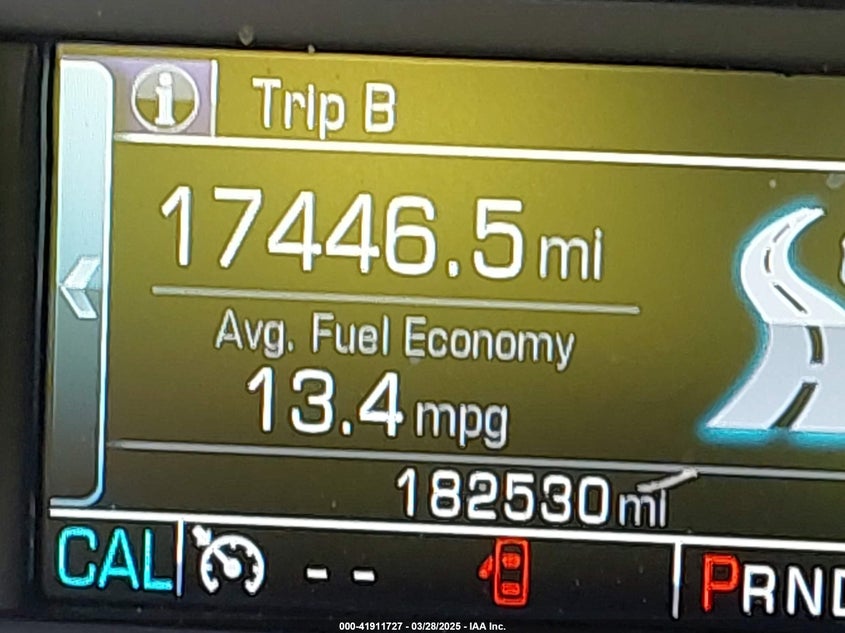 Trip B
17446.5 mi
Avg. Fuel Economy
13.4 mpg
182530 mi
CAL -- PRND
000-41911727 - 03/28/2025 - IAA Inc.